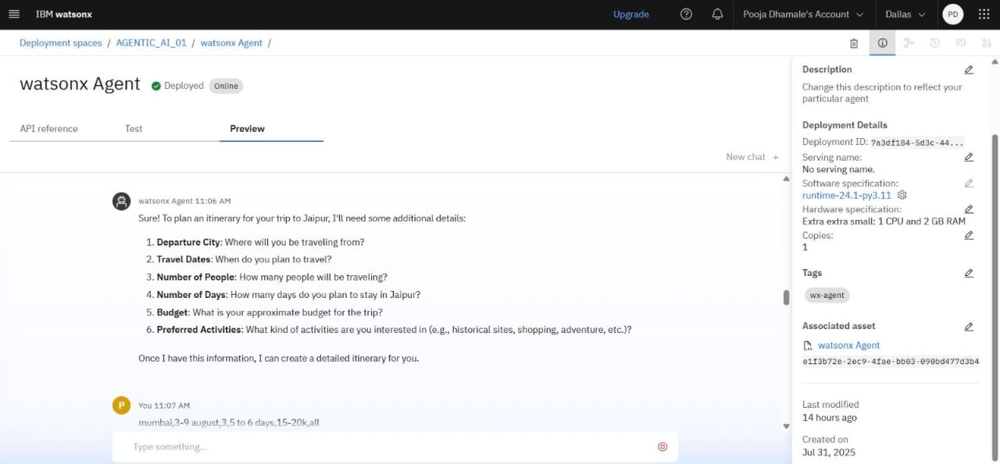 IBM watsonx
Upgrade
Pooja Dhamale's Account
Dallas
PD
Deployment spaces / AGENTIC_AI_01 / watsonx Agent /
watsonx Agent
Deployed
Online
API reference
Test
Preview
New chat +
watsonx Agent 11:06 AM
Sure! To plan an itinerary for your trip to Jaipur, I'll need some additional details:
1. Departure City: Where will you be traveling from?
2. Travel Dates: When do you plan to travel?
3. Number of People: How many people will be traveling?
4. Number of Days: How many days do you plan to stay in Jaipur?
5. Budget: What is your approximate budget for the trip?
6. Preferred Activities: What kind of activities are you interested in (e.g., historical sites, shopping, adventure, etc.)?
Once I have this information, I can create a detailed itinerary for you.
P
You 11:07 AM
mumbai,3-9 august,3,5 to 6 days,15-20k,all
Type something...
Description
Change this description to reflect your
particular agent
Deployment Details
Deployment ID: 7a3df184-5d3c-44...
Serving name:
No serving name.
Software specification:
runtime-24.1-py3.11
Hardware specification:
Extra extra small: 1 CPU and 2 GB RAM
Copies:
1
Tags
wx-agent
Associated asset
watsonx Agent
e1f3b72e-2ec9-4fae-bb03-090bd477d3b4
Last modified
14 hours ago
Created on
Jul 31, 2025